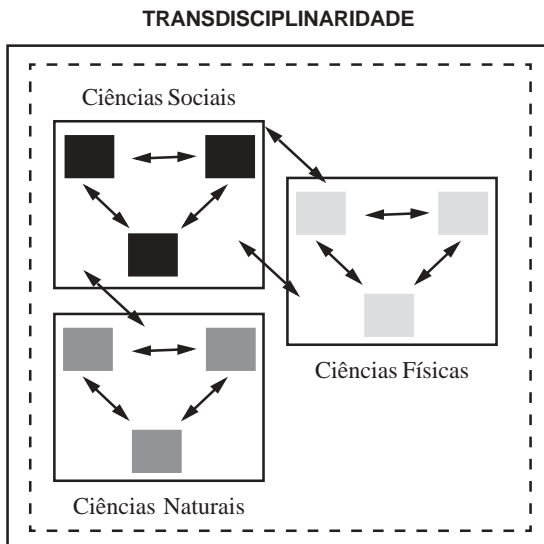 TRANSDISCIPLINARIDADE
Ciências Sociais
Ciências Físicas
Ciências Naturais